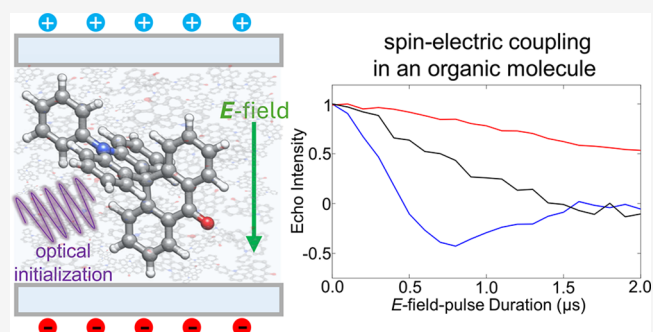 + + + + +
E-field
optical
initialization
− − − − −
spin-electric coupling
in an organic molecule
Echo Intensity
1
0.5
0
-0.5
0.0 0.5 1.0 1.5 2.0
E-field-pulse Duration (μs)